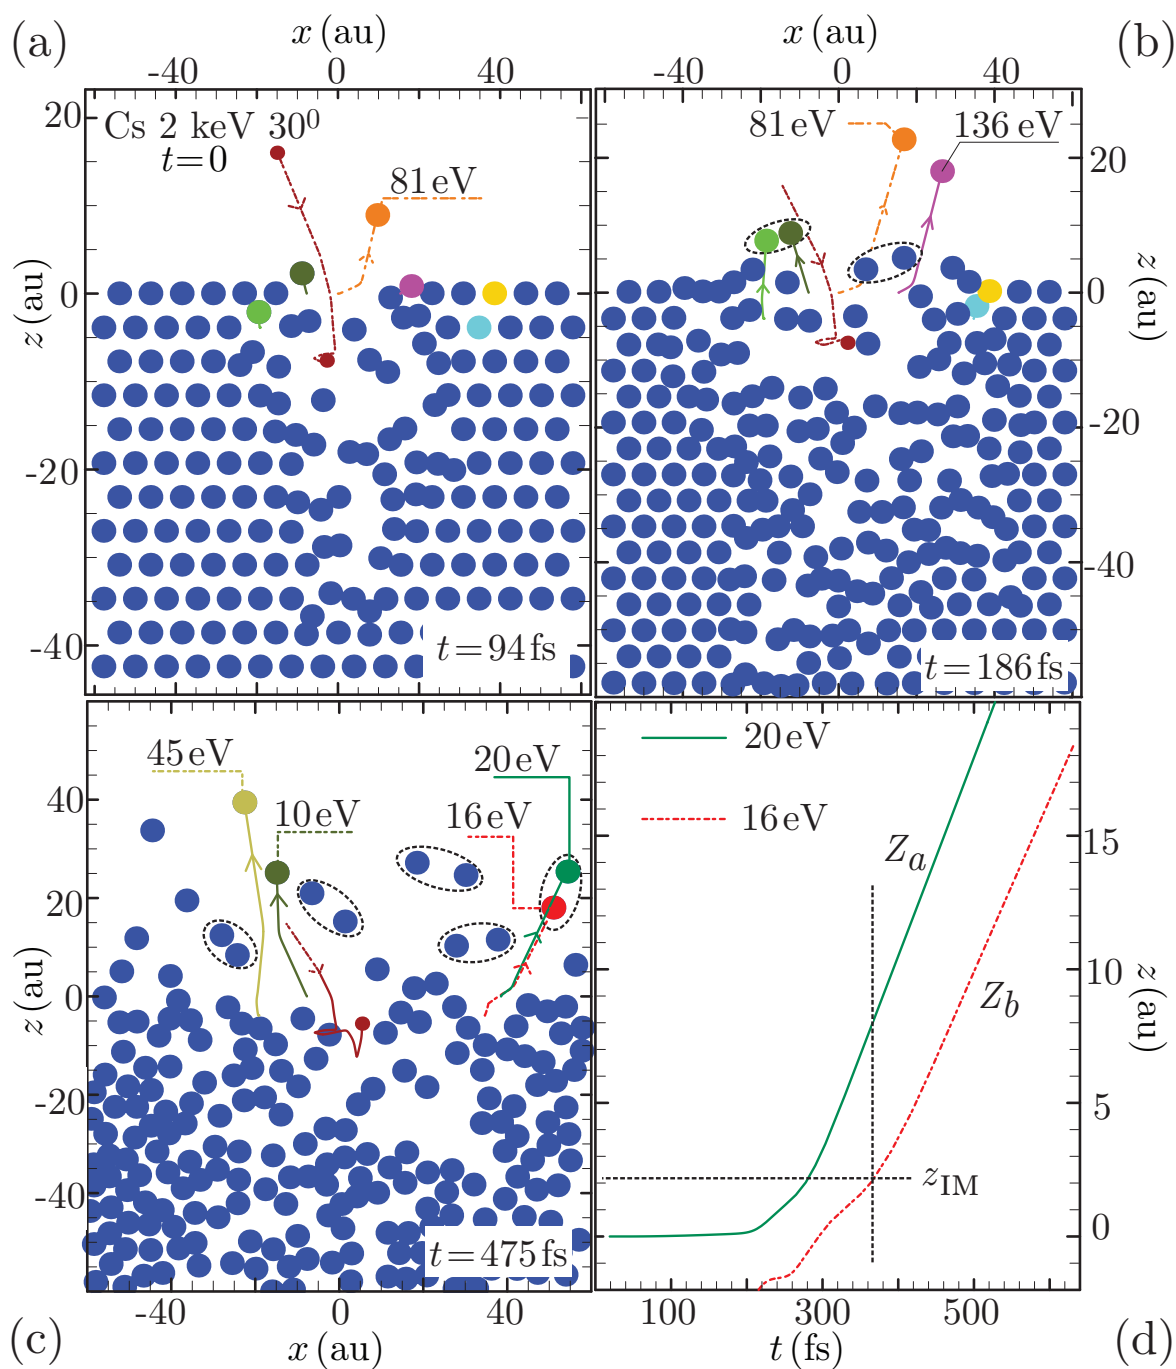 (a)
x (au)
-40 0 40
20
0
-20
-40
z (au)
Cs 2 keV 30⁰
t=0
81 eV
t=94 fs
(b)
x (au)
-40 0 40
20
0
-20
-40
z (au)
81 eV
136 eV
t=186 fs
(c)
40
20
0
-20
-40
z (au)
45 eV
10 eV
20 eV
16 eV
t=475 fs
-40 0 40
x (au)
(d)
20 eV
16 eV
Zₐ
Z_b
z_IM
15
10
5
0
z (au)
100 300 500
t (fs)